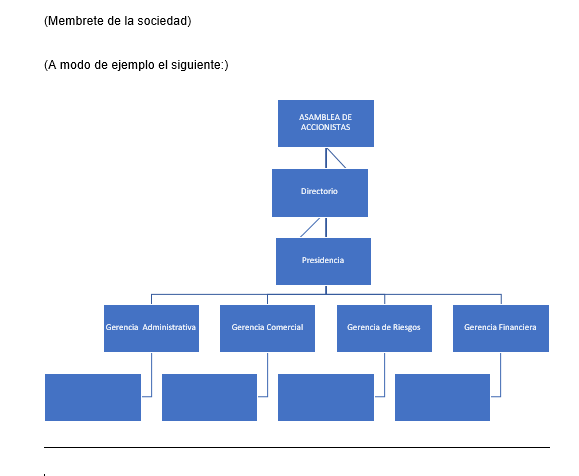 (Membrete de la sociedad)
(A modo de ejemplo el siguiente:)
ASAMBLEA DE
ACCIONISTAS
Directorio
Presidencia
Gerencia Administrativa
Gerencia Comercial
Gerencia de Riesgos
Gerencia Financiera